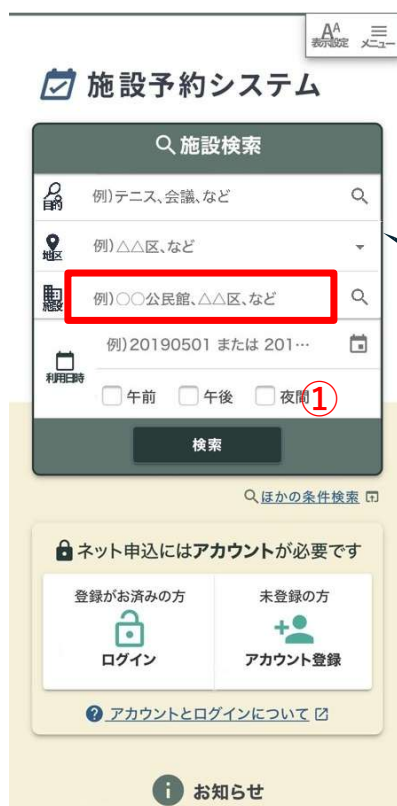 AA
表示設定 メニュー
施設予約システム
施設検索
目的 例)テニス、会議、など
地区 例)△△区、など
施設 例)○○公民館、△△区、など
例)20190501 または 201…
利用日時
午前 午後 夜間 ①
検索
ほかの条件検索
ネット申込にはアカウントが必要です
登録がお済みの方 未登録の方
ログイン アカウント登録
アカウントとログインについて
お知らせ